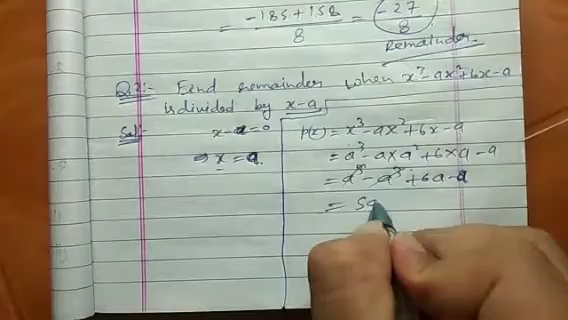 = -185+158 / 8 = -27 / 8
Remainder
Q.2:- Find remainder when x³-ax²+6x-a
is divided by x-a.
Sol:- x-a=0
⇒ x=a
p(x) = x³-ax²+6x-a
= a³-a×a²+6×a-a
= a³-a³+6a-a
= 5a